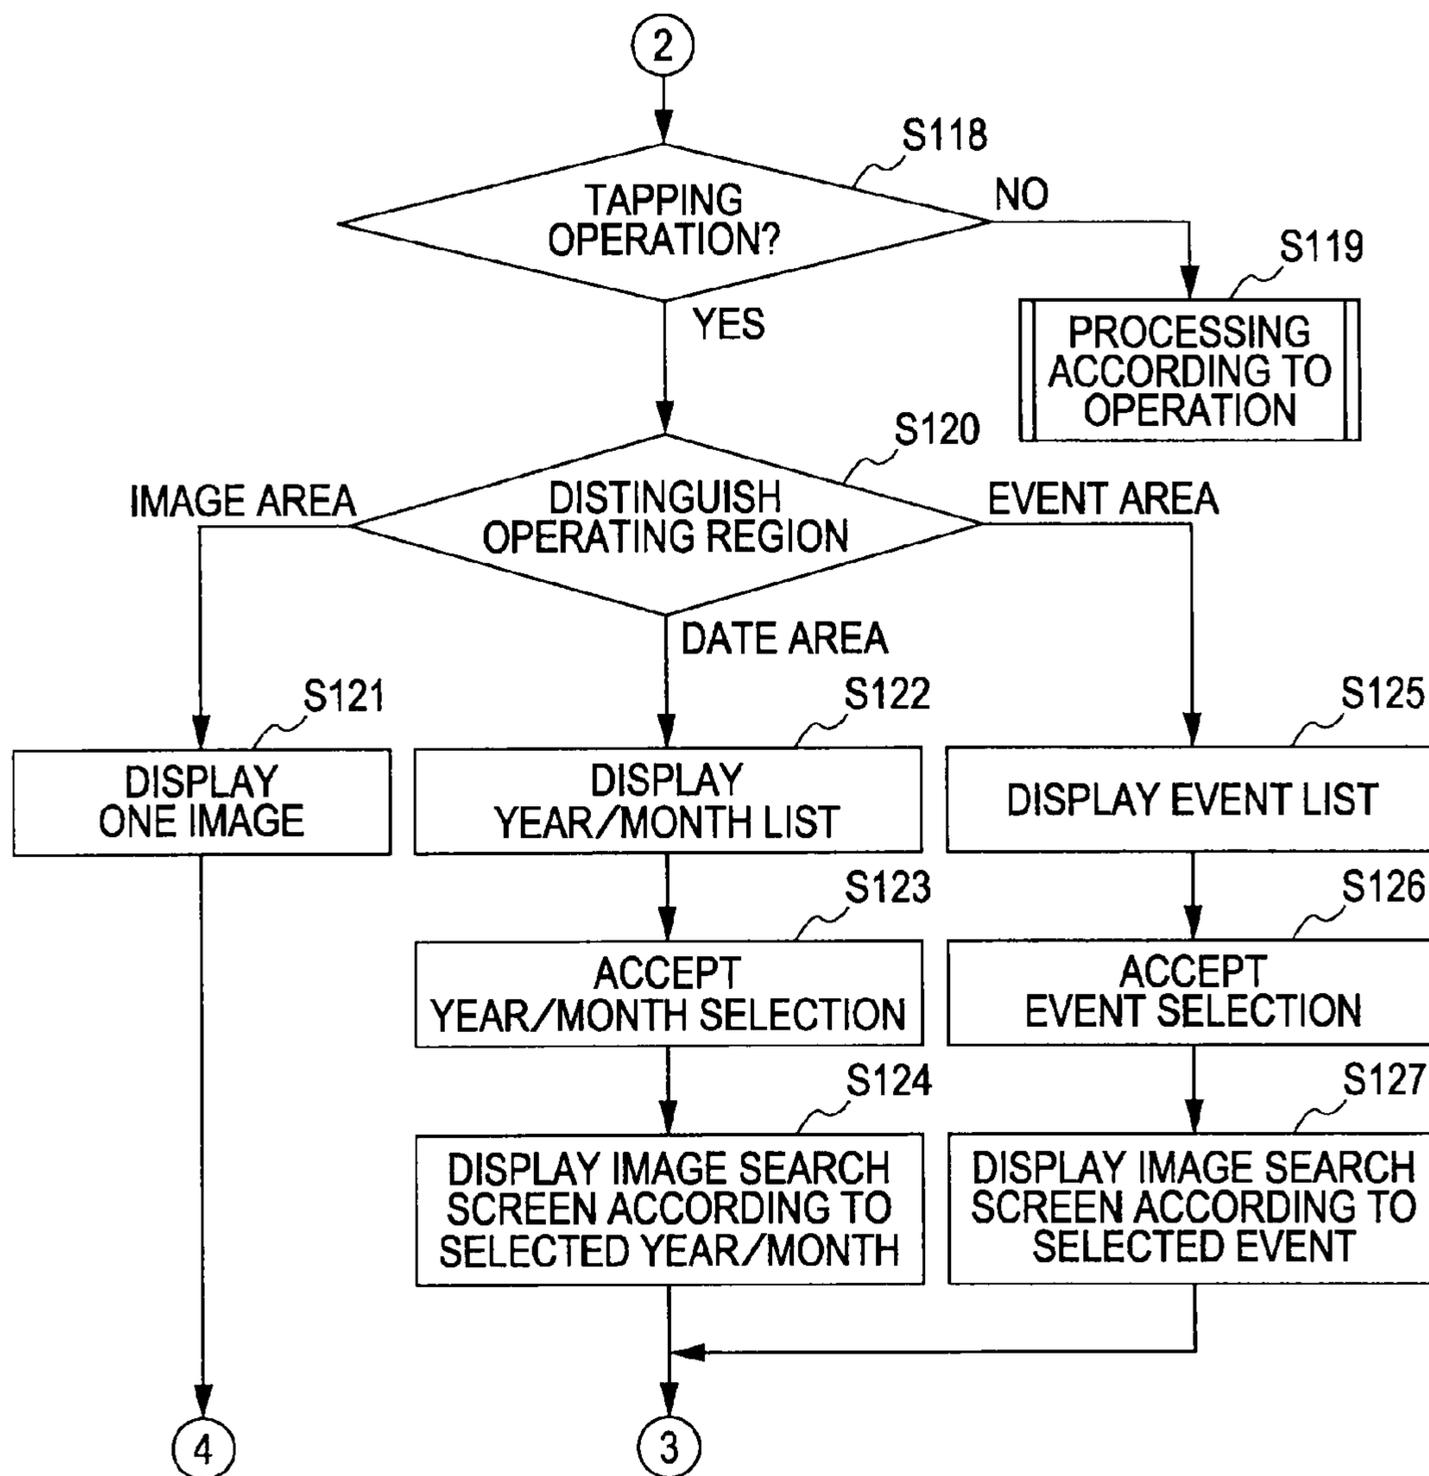 2
S118
TAPPING
OPERATION?
NO
S119
PROCESSING
ACCORDING TO
OPERATION
YES
S120
DISTINGUISH
OPERATING REGION
IMAGE AREA
EVENT AREA
DATE AREA
S121
DISPLAY
ONE IMAGE
S122
DISPLAY
YEAR/MONTH LIST
S125
DISPLAY EVENT LIST
S123
ACCEPT
YEAR/MONTH SELECTION
S126
ACCEPT
EVENT SELECTION
S124
DISPLAY IMAGE SEARCH
SCREEN ACCORDING TO
SELECTED YEAR/MONTH
S127
DISPLAY IMAGE SEARCH
SCREEN ACCORDING TO
SELECTED EVENT
4
3